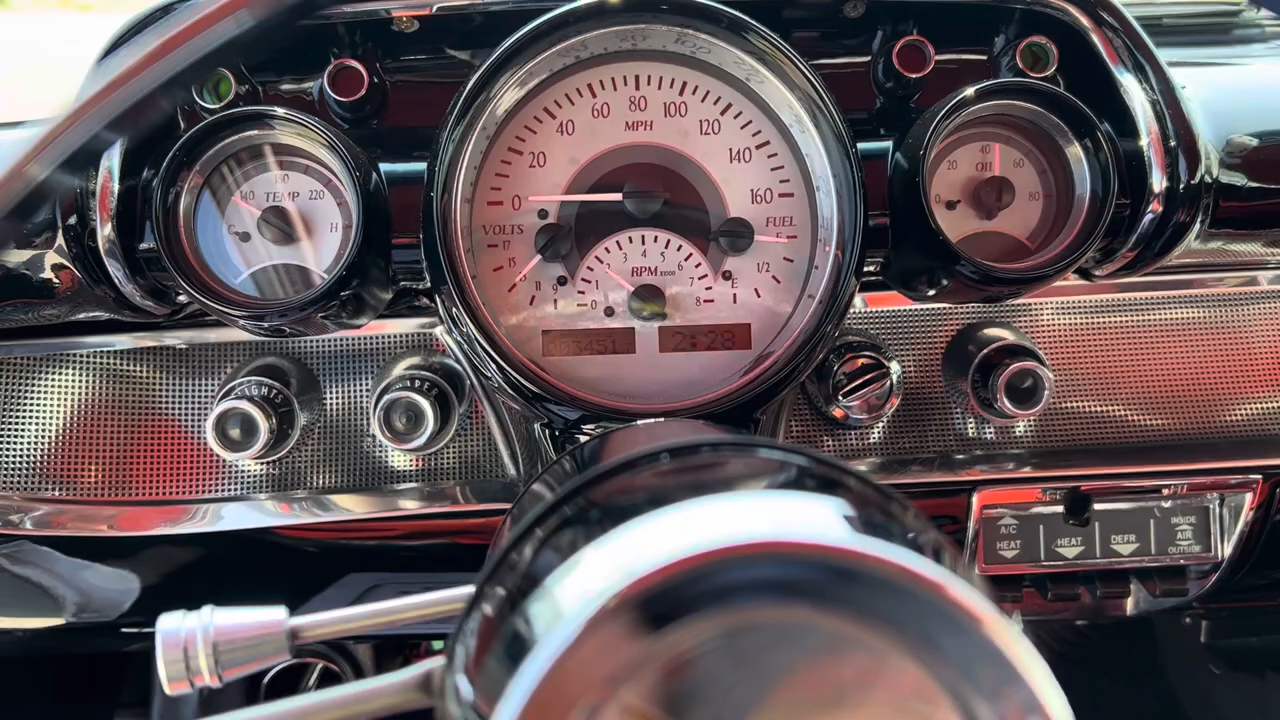 60 80 100
40 MPH 120
20 140
0 160
VOLTS FUEL
17
15
11
9
F
1/2
E
3 4 5
6
RPM X1000
0
7
8
2:28
180
140 TEMP 220
C H
40
20 OIL 60
0 80
LIGHTS
A/C
HEAT
HEAT
DEFR
INSIDE
AIR
OUTSIDE